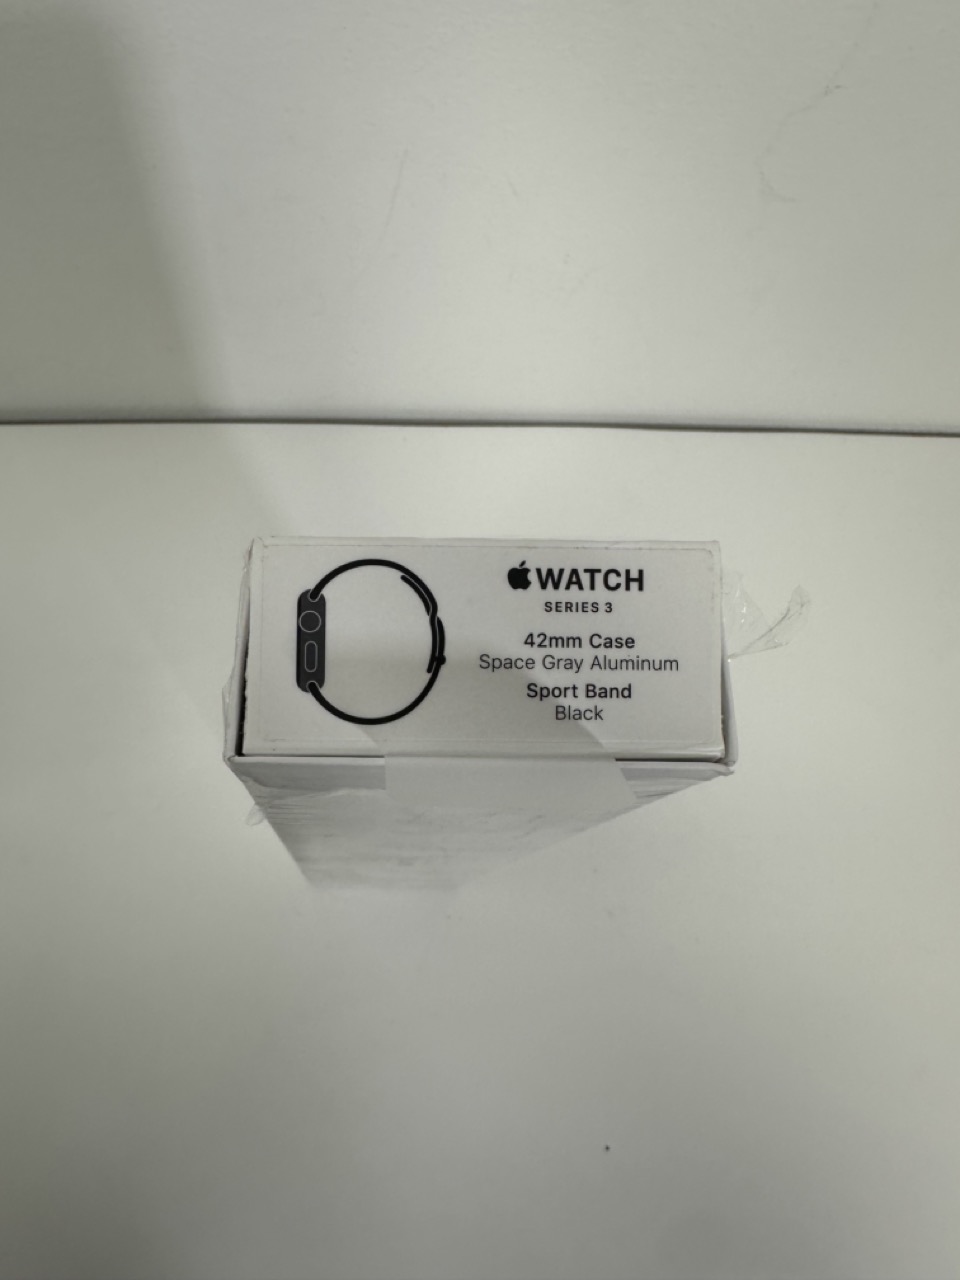 WATCH
SERIES 3
42mm Case
Space Gray Aluminum
Sport Band
Black